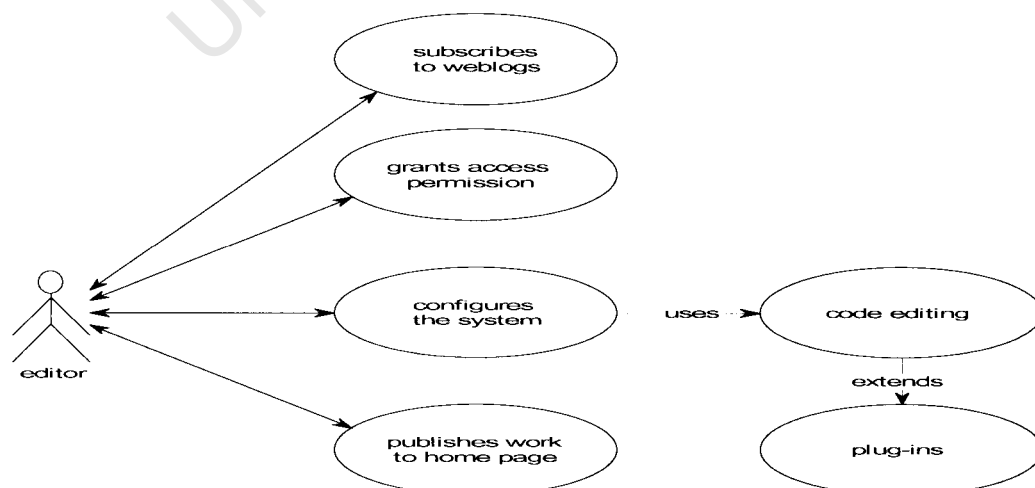 subscribes
to weblogs
grants access
permission
configures
the system
uses
code editing
editor
extends
publishes work
to home page
plug-ins